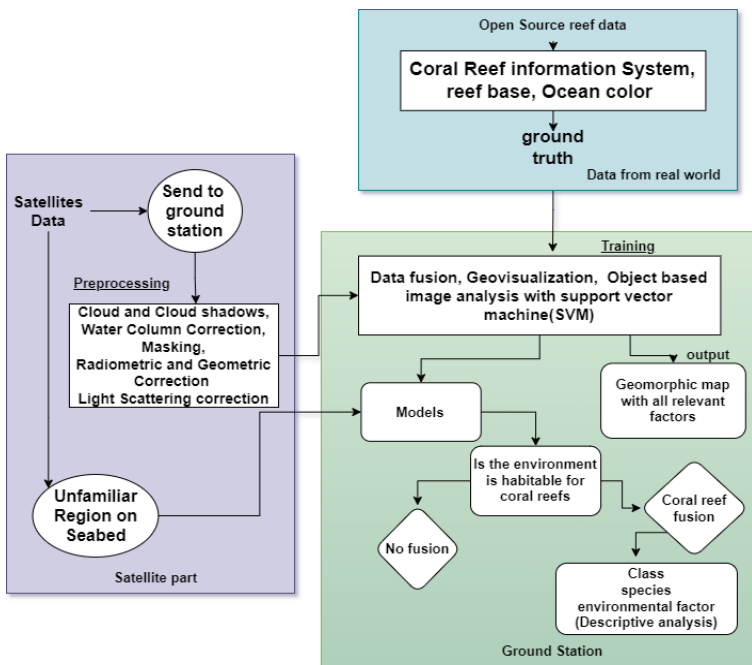 Open Source reef data
Coral Reef information System,
reef base, Ocean color
ground
truth
Data from real world
Satellites
Data
Send to
ground
station
Preprocessing
Cloud and Cloud shadows,
Water Column Correction,
Masking,
Radiometric and Geometric
Correction
Light Scattering correction
Unfamiliar
Region on
Seabed
Satellite part
Training
Data fusion, Geovisualization, Object based
image analysis with support vector
machine(SVM)
output
Geomorphic map
with all relevant
factors
Models
Is the environment
is habitable for
coral reefs
No fusion
Coral reef
fusion
Class
species
environmental factor
(Descriptive analysis)
Ground Station